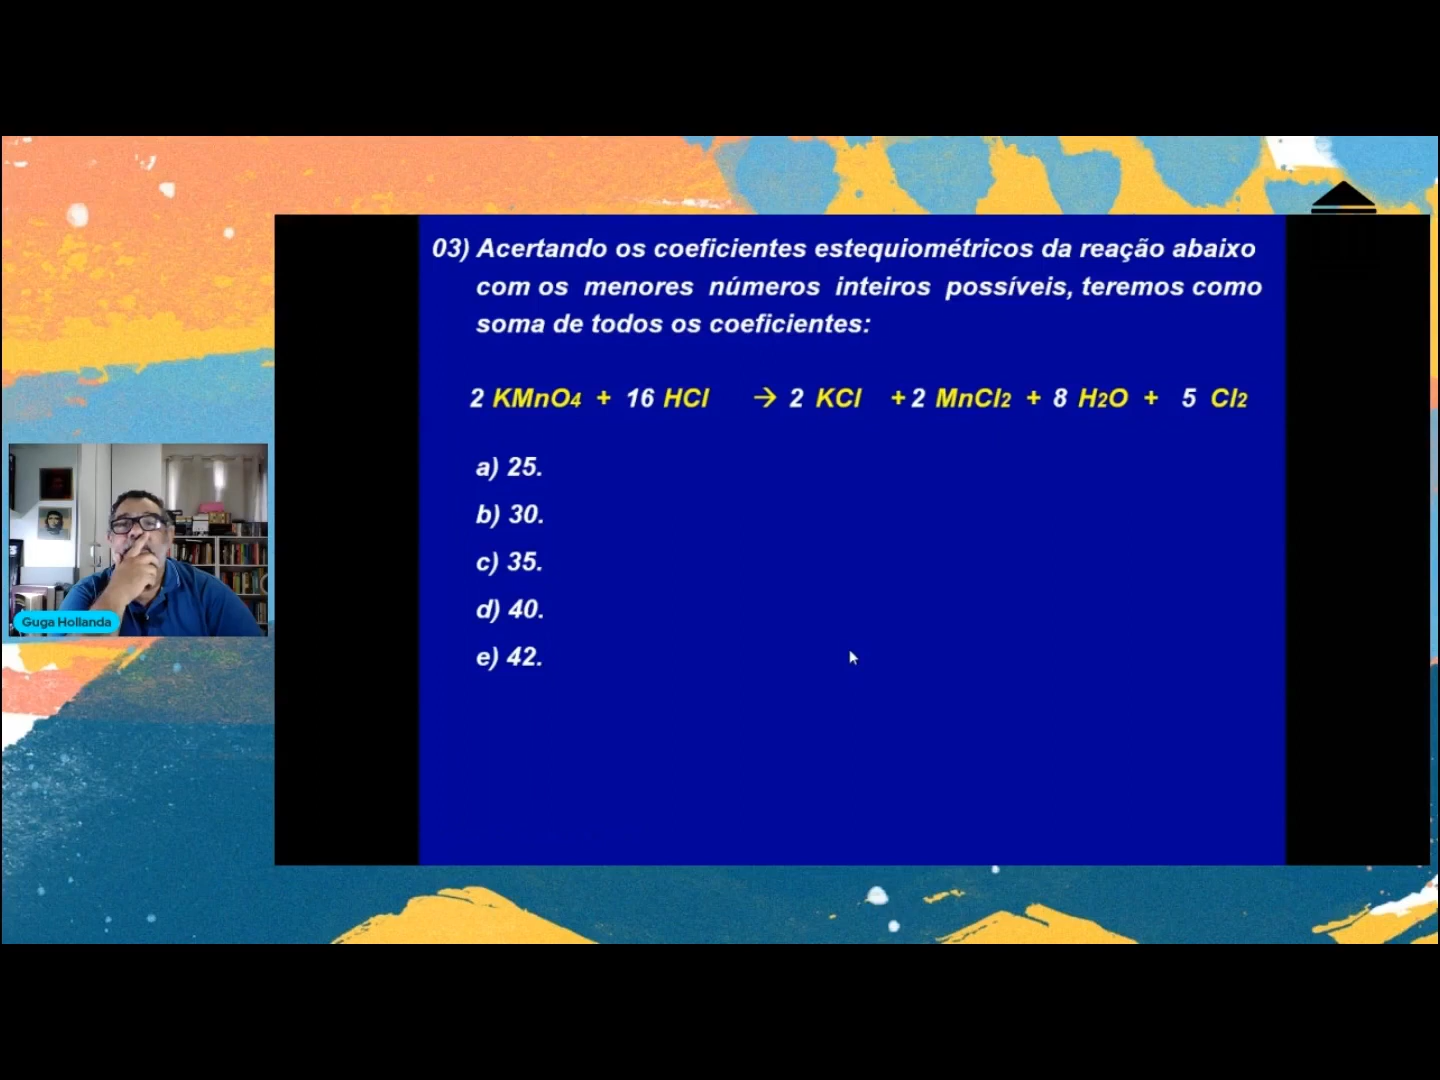 03) Acertando os coeficientes estequiométricos da reação abaixo
com os menores números inteiros possíveis, teremos como
soma de todos os coeficientes:
2 KMnO4 + 16 HCl → 2 KCl + 2 MnCl2 + 8 H2O + 5 Cl2
a) 25.
b) 30.
c) 35.
d) 40.
e) 42.
Guga Hollanda